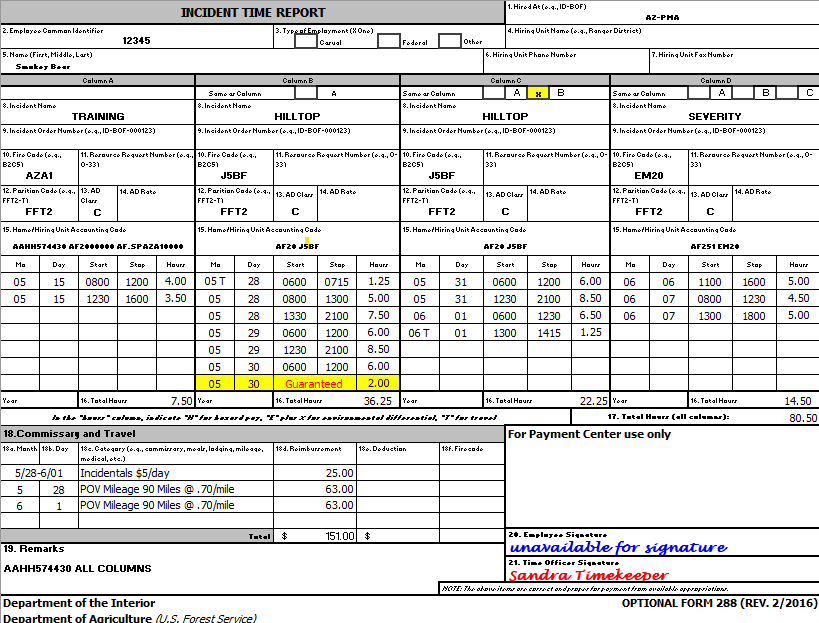 INCIDENT TIME REPORT
1. Hired At (e.g., ID-BOF)
AZ-PMA
2. Employee Common Identifier
12345
3. Type of Employment (X One)
Casual Federal Other
4. Hiring Unit Name (e.g., Ranger District)
5. Name (First, Middle, Last)
Smokey Bear
6. Hiring Unit Phone Number
7. Hiring Unit Fax Number
Column A Column B Column C Column D
Same as Column A Same as Column A x B Same as Column A B C
8. Incident Name 8. Incident Name 8. Incident Name 8. Incident Name
TRAINING HILLTOP HILLTOP SEVERITY
9. Incident Order Number (e.g., ID-BOF-000123) 9. Incident Order Number (e.g., ID-BOF-000123) 9. Incident Order Number (e.g., ID-BOF-000123) 9. Incident Order Number (e.g., ID-BOF-000123)
10. Fire Code (e.g., B2C5) 11. Resource Request Number (e.g., O-33) 10. Fire Code (e.g., B2C5) 11. Resource Request Number (e.g., O-33) 10. Fire Code (e.g., B2C5) 11. Resource Request Number (e.g., O-33) 10. Fire Code (e.g., B2C5) 11. Resource Request Number (e.g., O-33)
AZA1 J5BF J5BF EM20
12. Position Code (e.g., FFT2-T) 13. AD Class 14. AD Rate 12. Position Code (e.g., FFT2-T) 13. AD Class 14. AD Rate 12. Position Code (e.g., FFT2-T) 13. AD Class 14. AD Rate 12. Position Code (e.g., FFT2-T) 13. AD Class 14. AD Rate
FFT2 C FFT2 C FFT2 C FFT2 C
15. Home/Hiring Unit Accounting Code 15. Home/Hiring Unit Accounting Code 15. Home/Hiring Unit Accounting Code 15. Home/Hiring Unit Accounting Code
AAHH574430 AF2000000 AF.SPAZA10000 AF20 J5BF AF20 J5BF AF251 EM20
Mo Day Start Stop Hours Mo Day Start Stop Hours Mo Day Start Stop Hours Mo Day Start Stop Hours
05 15 0800 1200 4.00 05 T 28 0600 0715 1.25 05 31 0600 1200 6.00 06 06 1100 1600 5.00
05 15 1230 1600 3.50 05 28 0800 1300 5.00 05 31 1230 2100 8.50 06 07 0800 1230 4.50
05 28 1330 2100 7.50 06 01 0600 1230 6.50 06 07 1300 1800 5.00
05 29 0600 1200 6.00 06 T 01 1300 1415 1.25
05 29 1230 2100 8.50
05 30 0600 1200 6.00
05 30 Guaranteed 2.00
Year 16. Total Hours 7.50 Year 16. Total Hours 36.25 Year 16. Total Hours 22.25 Year 16. Total Hours 14.50
In the "hours" column, indicate "H" for hazard pay, "E" plus X for environmental differential, "T" for travel
17. Total Hours (all columns): 80.50
18.Commissary and Travel
For Payment Center use only
18a. Month 18b. Day 18c. Category (e.g., commissary, meals, lodging, mileage, medical, etc.) 18d. Reimbursement 18e. Deduction 18f. Firecode
5/28-6/01 Incidentals $5/day 25.00
5 28 POV Mileage 90 Miles @ .70/mile 63.00
6 1 POV Mileage 90 Miles @ .70/mile 63.00
Total $ 151.00 $
19. Remarks
AAHH574430 ALL COLUMNS
20. Employee Signature
unavailable for signature
21. Time Officer Signature
Sandra Timekeeper
NOTE: The above items are correct and proper for payment from available appropriations.
Department of the Interior
OPTIONAL FORM 288 (REV. 2/2016)
Department of Agriculture (U.S. Forest Service)